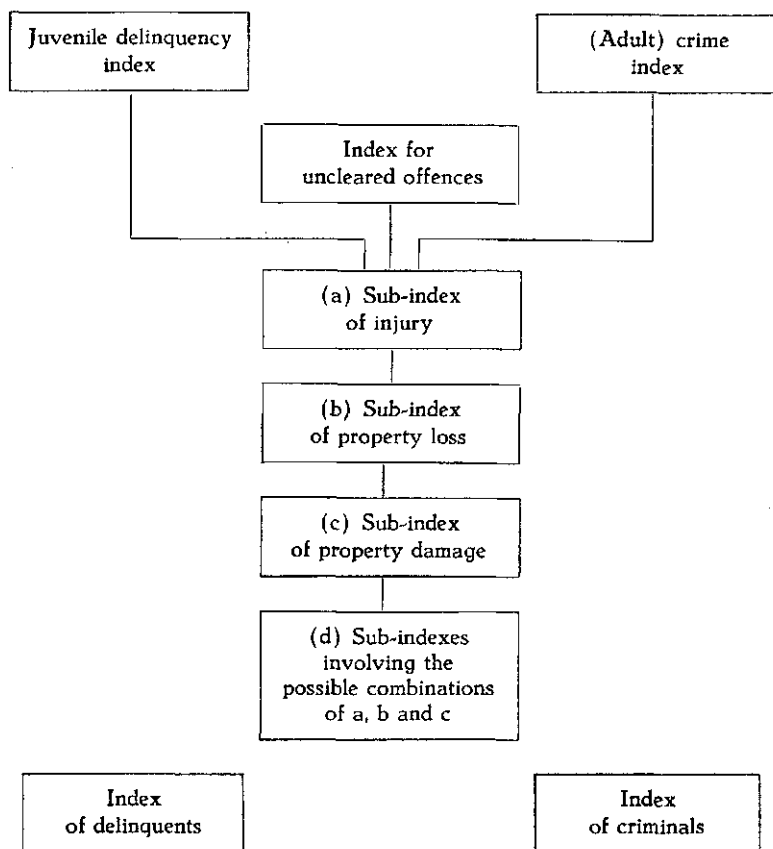 Juvenile delinquency
index
(Adult) crime
index
Index for
uncleared offences
(a) Sub-index
of injury
(b) Sub-index
of property loss
(c) Sub-index
of property damage
(d) Sub-indexes
involving the
possible combinations
of a, b and c
Index
of delinquents
Index
of criminals